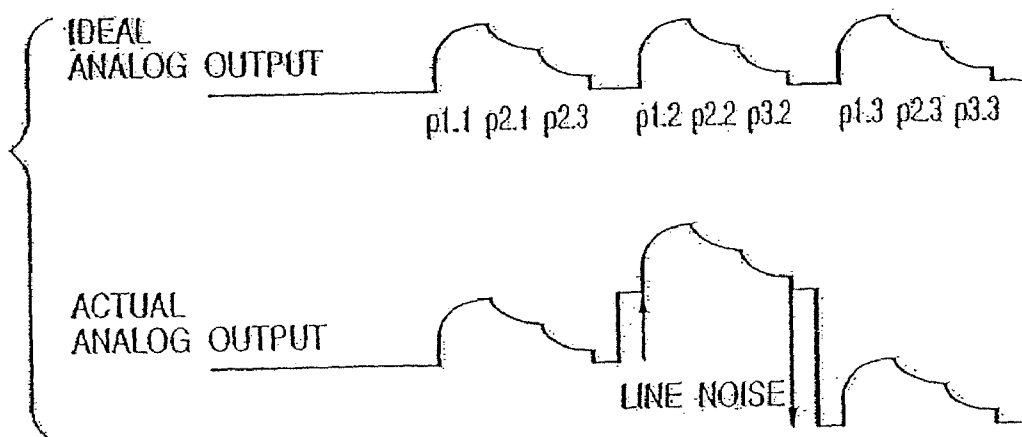 IDEAL
ANALOG OUTPUT
p1.1 p2.1 p2.3 p1.2 p2.2 p3.2 p1.3 p2.3 p3.3
ACTUAL
ANALOG OUTPUT
LINE NOISE